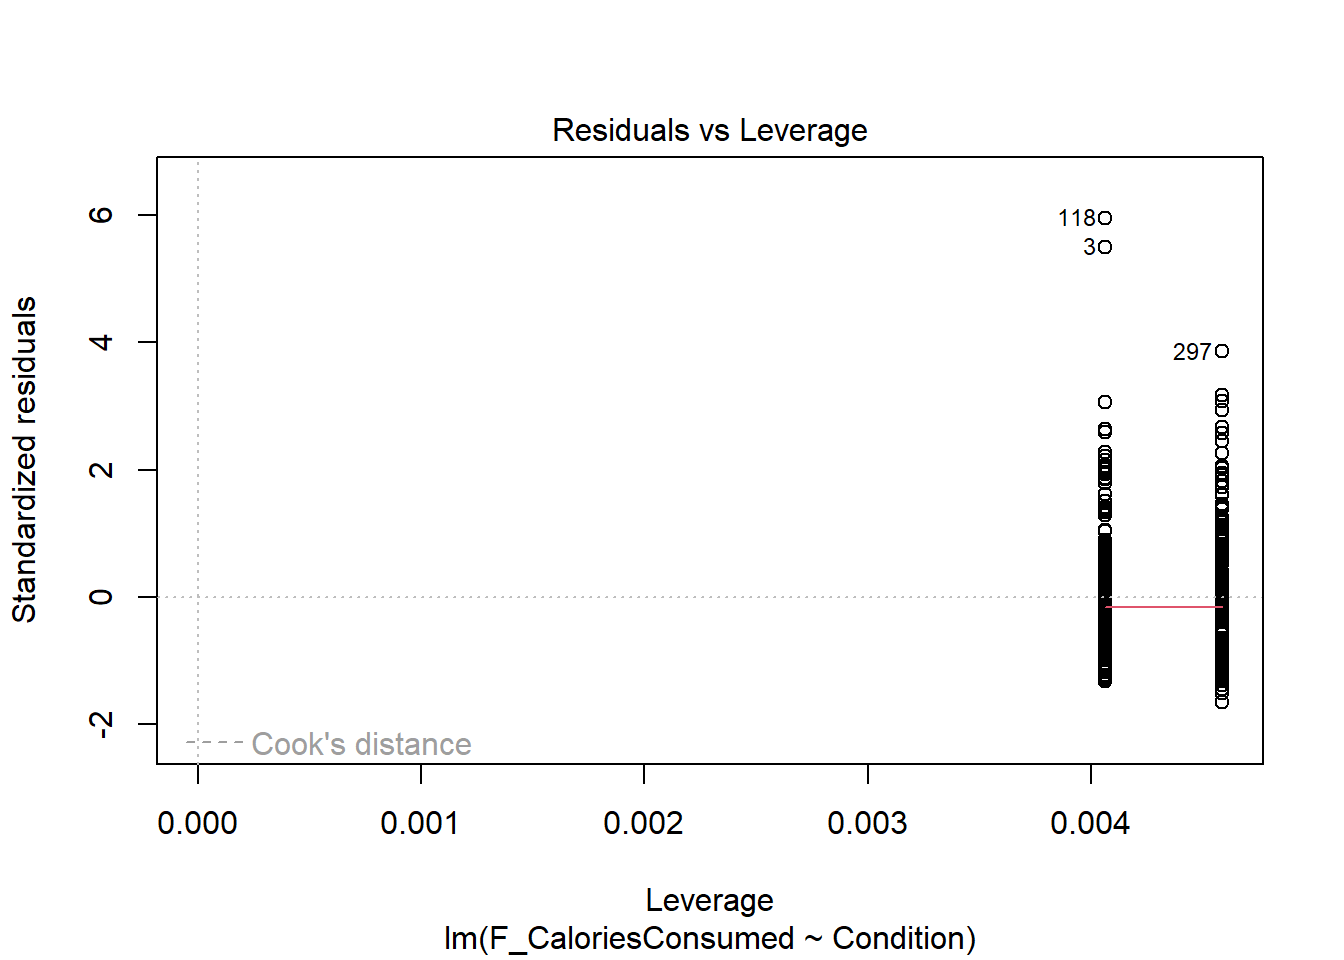 Residuals vs Leverage
Standardized residuals
6
4
2
0
-2
118
3
297
Cook's distance
0.000 0.001 0.002 0.003 0.004
Leverage
lm(F_CaloriesConsumed ~ Condition)